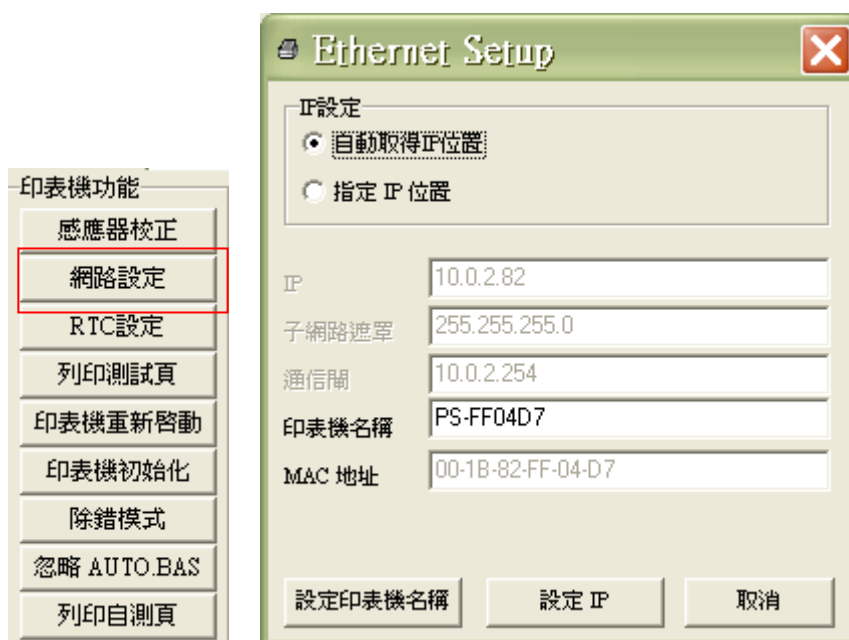 印表機功能
感應器校正
網路設定
RTC設定
列印測試頁
印表機重新啓動
印表機初始化
除錯模式
忽略 AUTO.BAS
列印自測頁
Ethernet Setup
IP設定
自動取得IP位置
指定 IP 位置
IP 10.0.2.82
子網路遮罩 255.255.255.0
通信閘 10.0.2.254
印表機名稱 PS-FF04D7
MAC 地址 00-1B-82-FF-04-D7
設定印表機名稱 設定 IP 取消